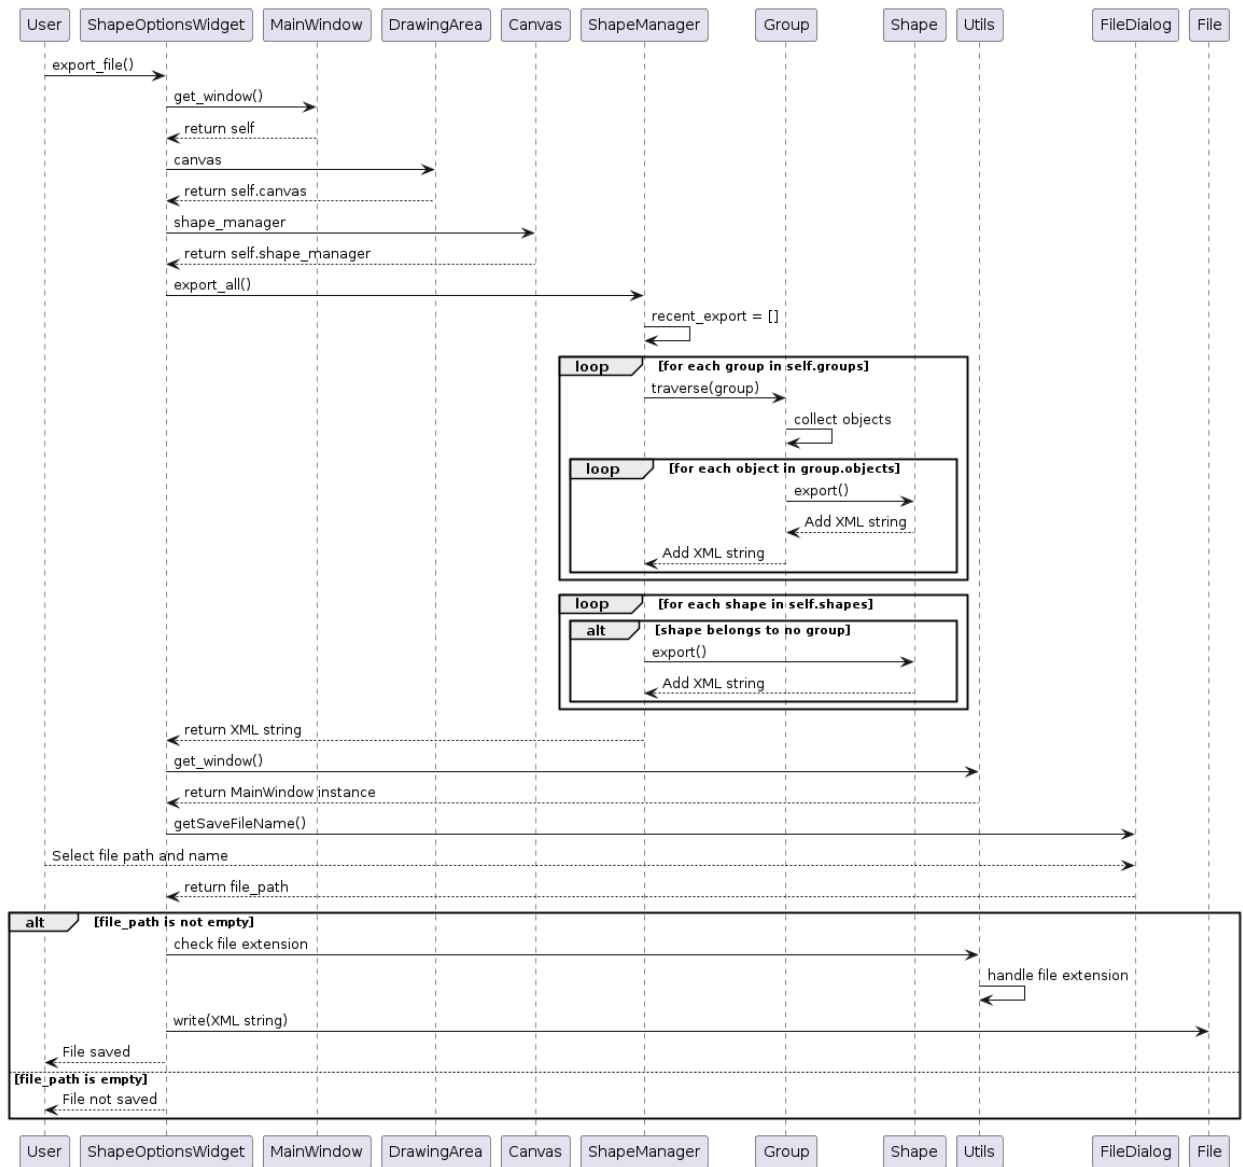 User ShapeOptionsWidget MainWindow DrawingArea Canvas ShapeManager Group Shape Utils FileDialog File
export_file()
get_window()
return self
canvas
return self.canvas
shape_manager
return self.shape_manager
export_all()
recent_export = []
loop [for each group in self.groups]
traverse(group)
collect objects
loop [for each object in group.objects]
export()
Add XML string
Add XML string
loop [for each shape in self.shapes]
alt [shape belongs to no group]
export()
Add XML string
return XML string
get_window()
return MainWindow instance
getSaveFileName()
Select file path and name
return file_path
alt [file_path is not empty]
check file extension
handle file extension
write(XML string)
File saved
[file_path is empty]
File not saved
User ShapeOptionsWidget MainWindow DrawingArea Canvas ShapeManager Group Shape Utils FileDialog File